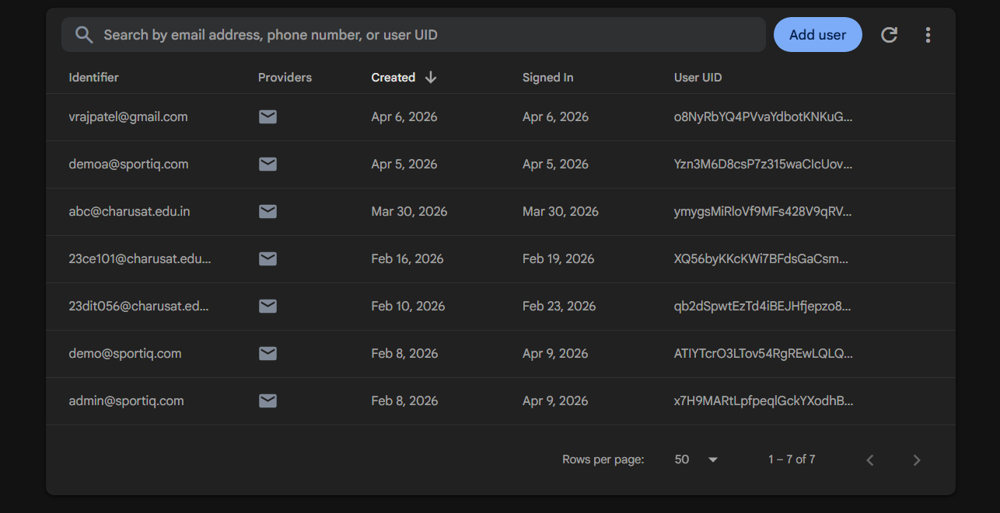 Search by email address, phone number, or user UID Add user
Identifier Providers Created Signed In User UID
vrajpatel@gmail.com Apr 6, 2026 Apr 6, 2026 o8NyRbYQ4PVvaYdbotKNKuG...
demoa@sportiq.com Apr 5, 2026 Apr 5, 2026 Yzn3M6D8csP7z315waCIcUov...
abc@charusat.edu.in Mar 30, 2026 Mar 30, 2026 ymygsMiRloVf9MFs428V9qRV...
23ce101@charusat.edu... Feb 16, 2026 Feb 19, 2026 XQ56byKKcKWi7BFdsGaCsm...
23dit056@charusat.ed... Feb 10, 2026 Feb 23, 2026 qb2dSpwtEzTd4iBEJHfjepzo8...
demo@sportiq.com Feb 8, 2026 Apr 9, 2026 ATIYTcrO3LTov54RgREwLQLQ...
admin@sportiq.com Feb 8, 2026 Apr 9, 2026 x7H9MARtLpfpeqlGckYXodhB...
Rows per page: 50 1 – 7 of 7